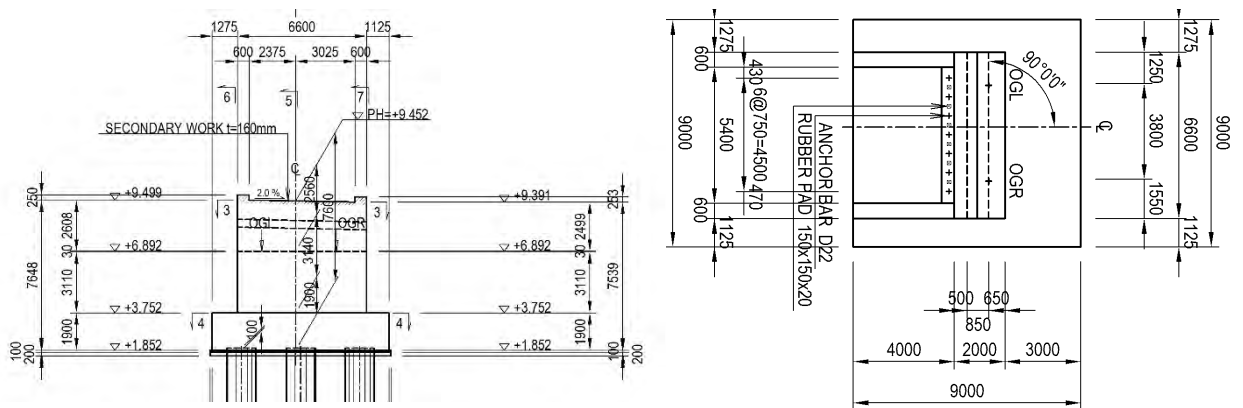 1275 6600 1125
600 2375 3025 600
6 5 7
PH=+9.452
SECONDARY WORK t=160mm
℄
250 +9.499 2.0 % 2560 +9.391 253
3 3
7600
2608 OGL OGR 2499
30 +6.892 +6.892 30
7648 3110 3140 3110 7539
1900
+3.752 +3.752
4 4
1900 1900
100 +1.852 +1.852 100
200 200
1275 1275
600 430 1250
90°0'0"
OGL
9000 5400 6@750=4500 3800 6600 9000
℄
RUBBER PAD 150x150x20
ANCHOR BAR D22
OGR
600 470 1550
1125 1125
500 650
850
4000 2000 3000
9000